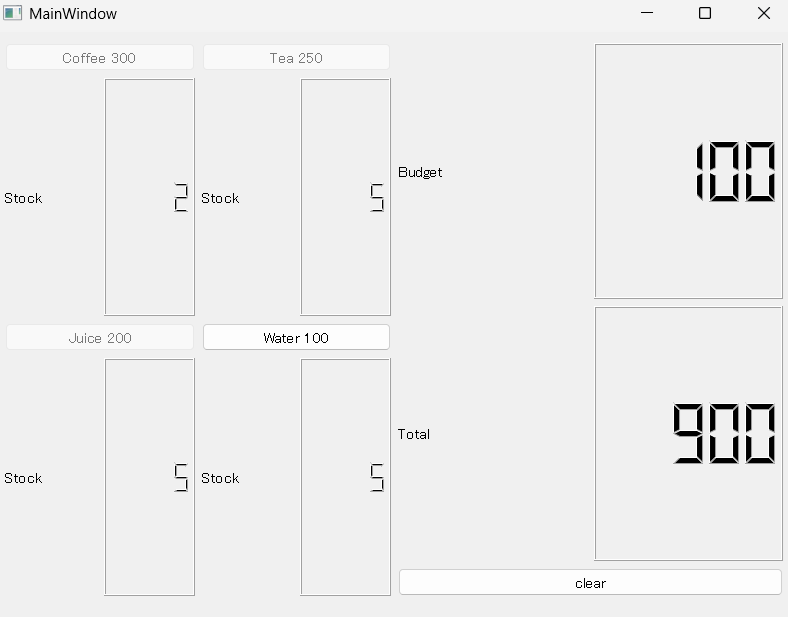 MainWindow
Coffee 300
Tea 250
Stock
2
Stock
5
Budget
100
Juice 200
Water 100
Stock
5
Stock
5
Total
900
clear